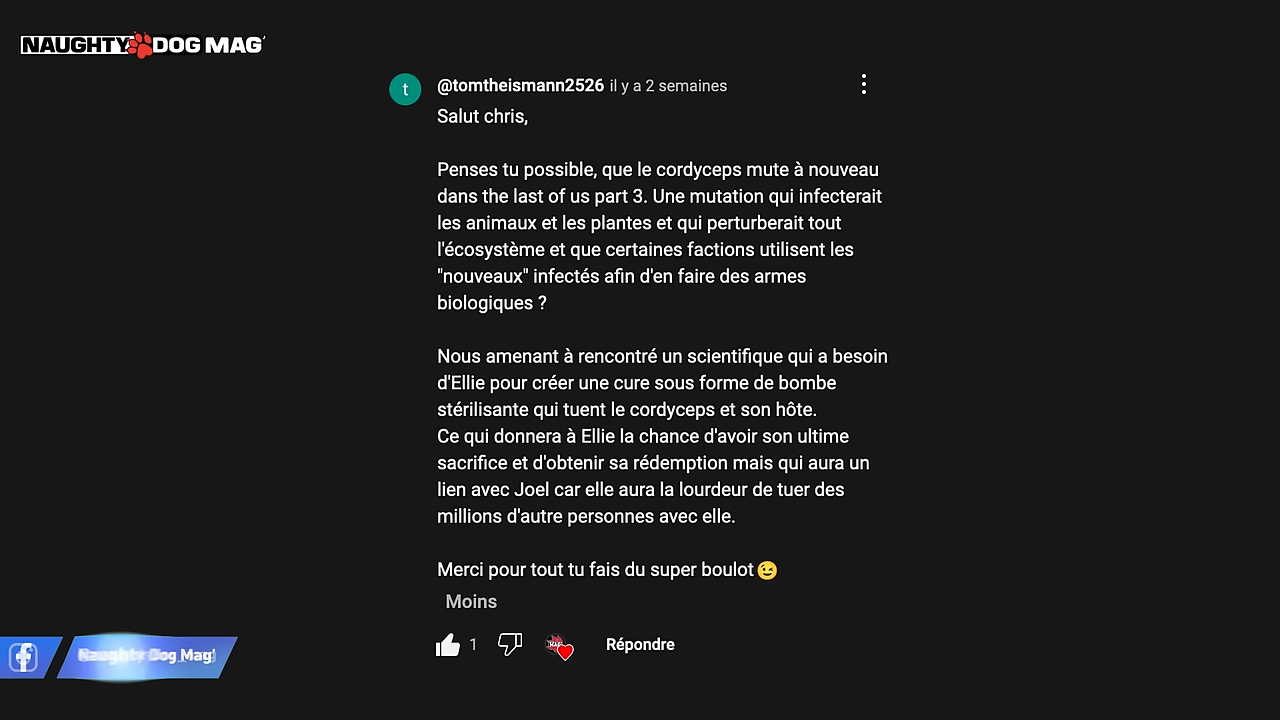 NAUGHTY DOG MAG'
t
@tomtheismann2526 il y a 2 semaines
Salut chris,
Penses tu possible, que le cordyceps mute à nouveau
dans the last of us part 3. Une mutation qui infecterait
les animaux et les plantes et qui perturberait tout
l'écosystème et que certaines factions utilisent les
"nouveaux" infectés afin d'en faire des armes
biologiques ?
Nous amenant à rencontré un scientifique qui a besoin
d'Ellie pour créer une cure sous forme de bombe
stérilisante qui tuent le cordyceps et son hôte.
Ce qui donnera à Ellie la chance d'avoir son ultime
sacrifice et d'obtenir sa rédemption mais qui aura un
lien avec Joel car elle aura la lourdeur de tuer des
millions d'autre personnes avec elle.
Merci pour tout tu fais du super boulot😉
Moins
1
Répondre
Naughty Dog Mag'